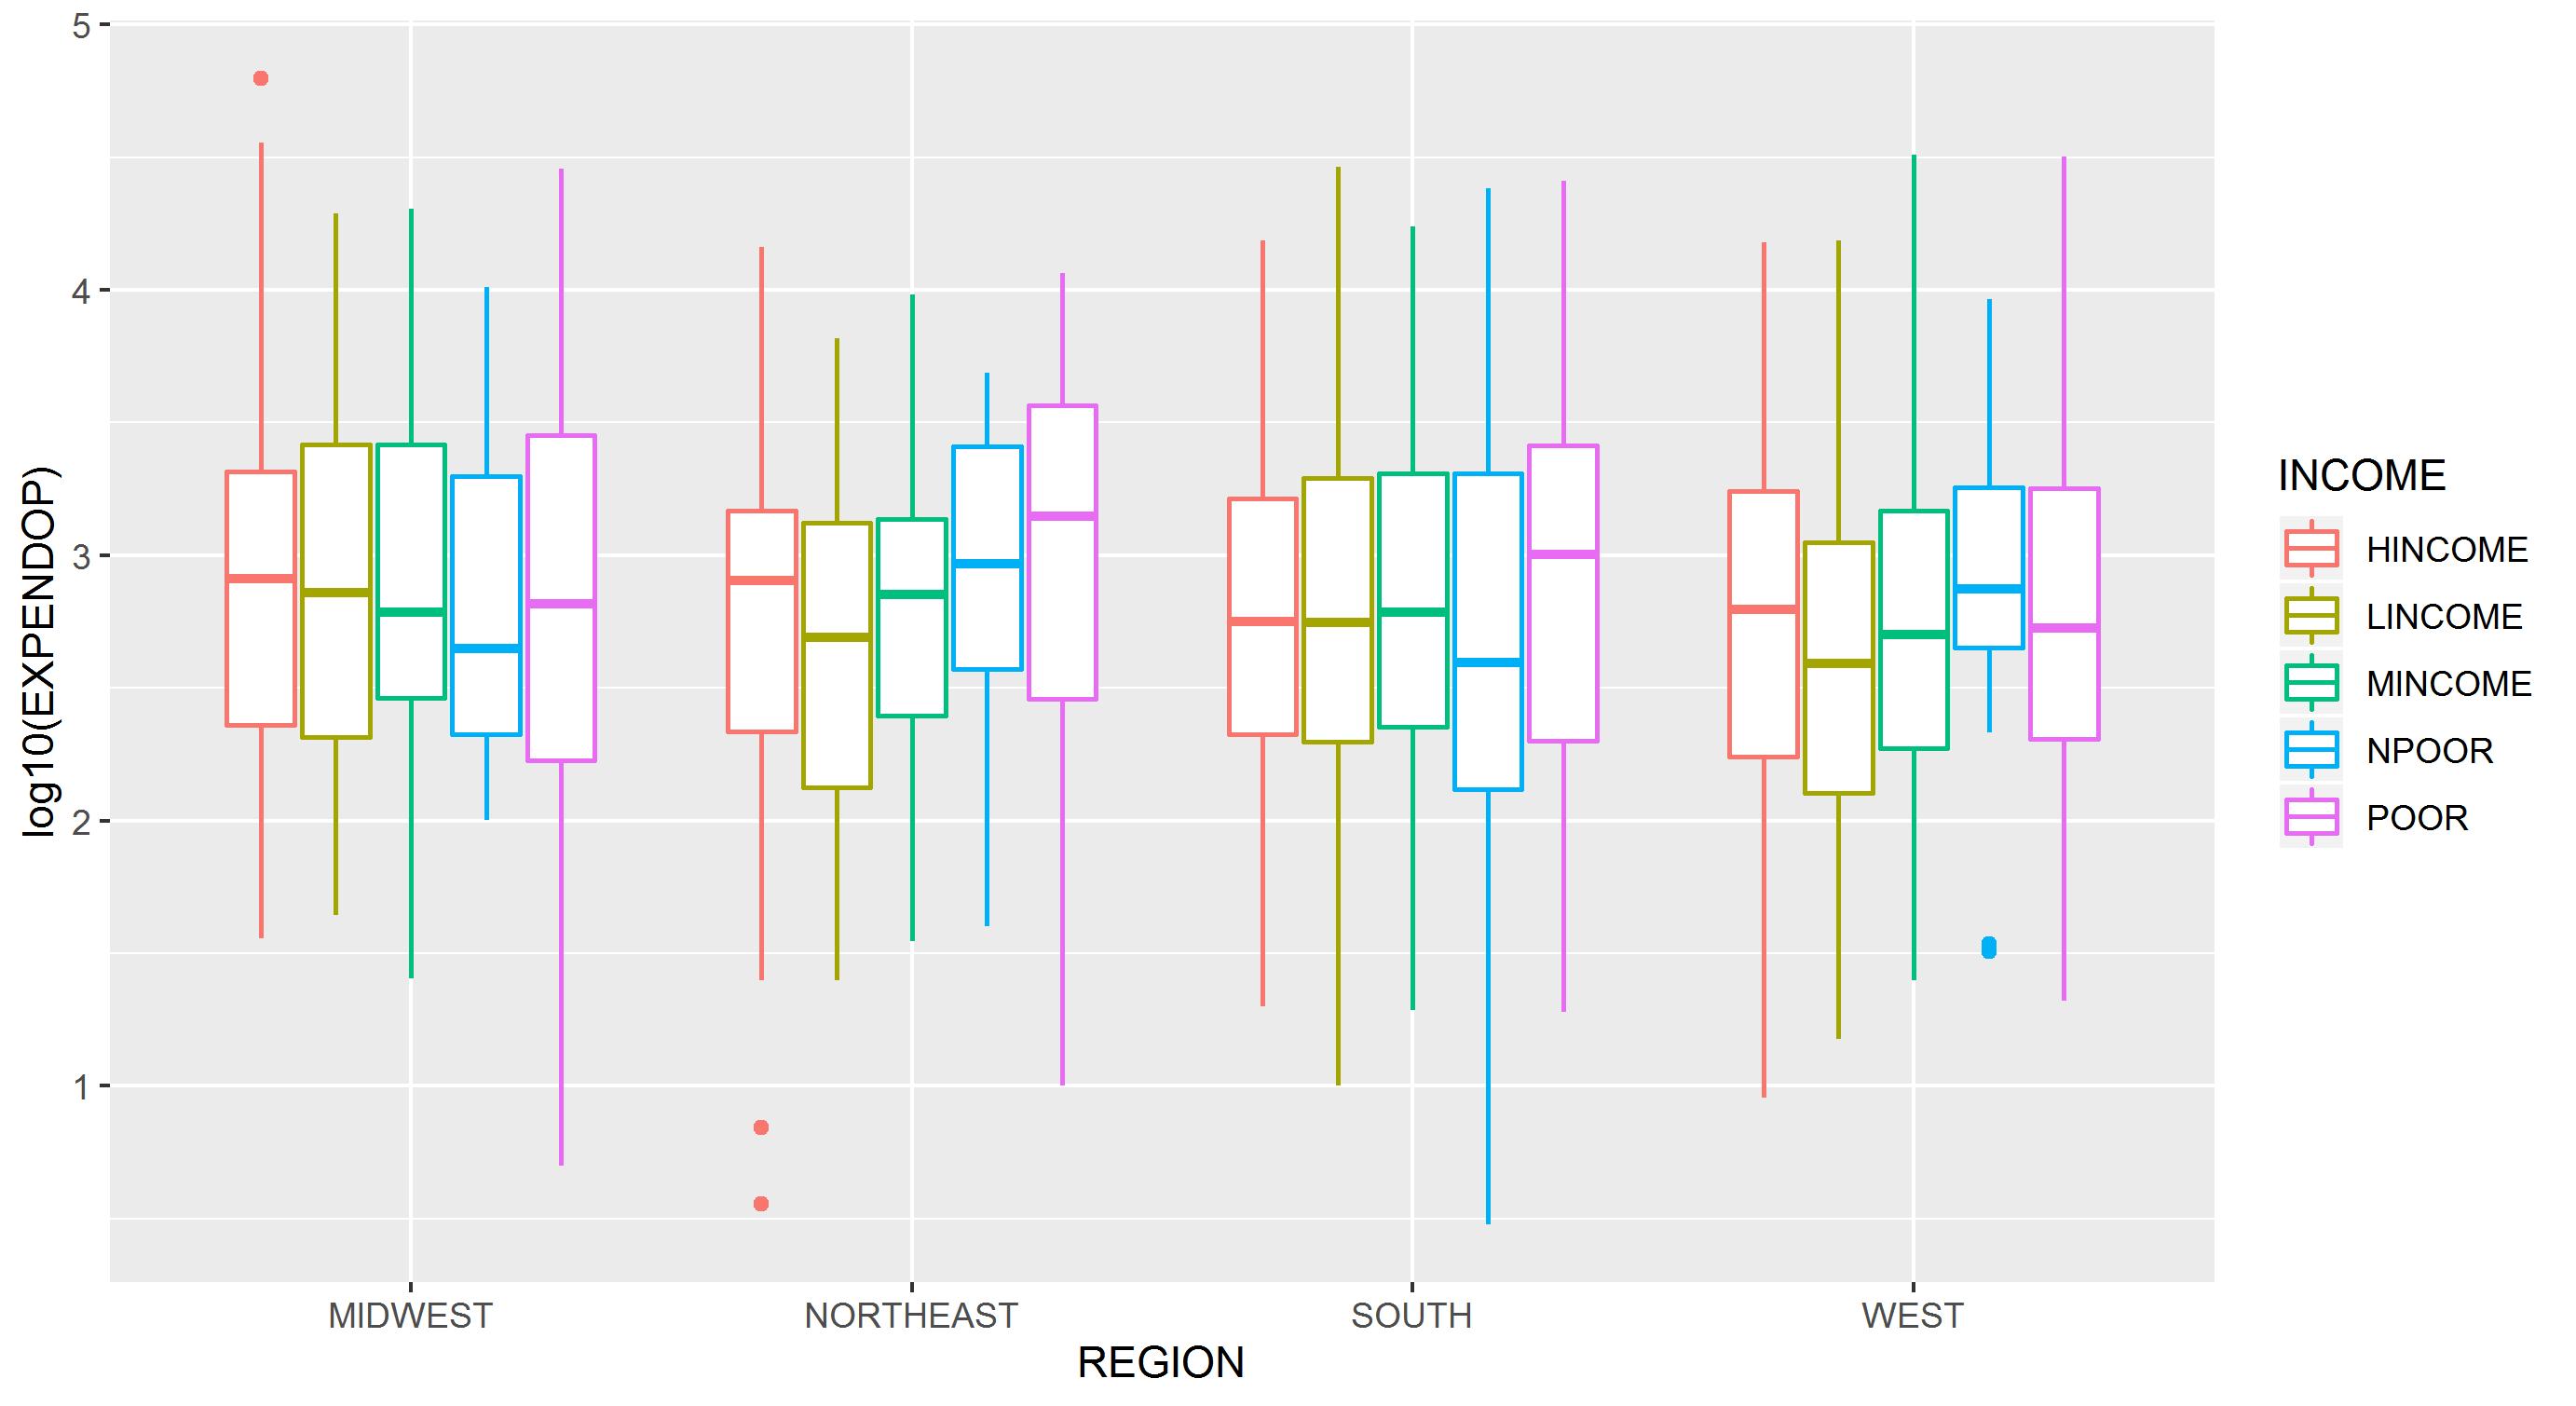 5
4
3
2
1
log10(EXPENDOP)
MIDWEST
NORTHEAST
SOUTH
WEST
REGION
INCOME
HINCOME
LINCOME
MINCOME
NPOOR
POOR